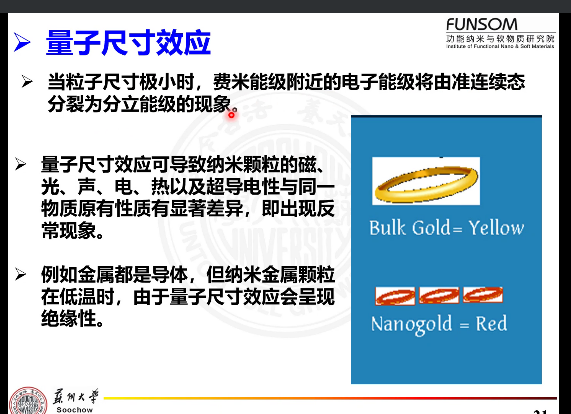 FUNSOM
功能纳米与软物质研究院
Institute of Functional Nano & Soft Materials
➢ 量子尺寸效应
➢ 当粒子尺寸极小时，费米能级附近的电子能级将由准连续态
分裂为分立能级的现象。
➢ 量子尺寸效应可导致纳米颗粒的磁、
光、声、电、热以及超导电性与同一
物质原有性质有显著差异，即出现反
常现象。
➢ 例如金属都是导体，但纳米金属颗粒
在低温时，由于量子尺寸效应会呈现
绝缘性。
Bulk Gold= Yellow
Nanogold = Red
苏州大学
Soochow